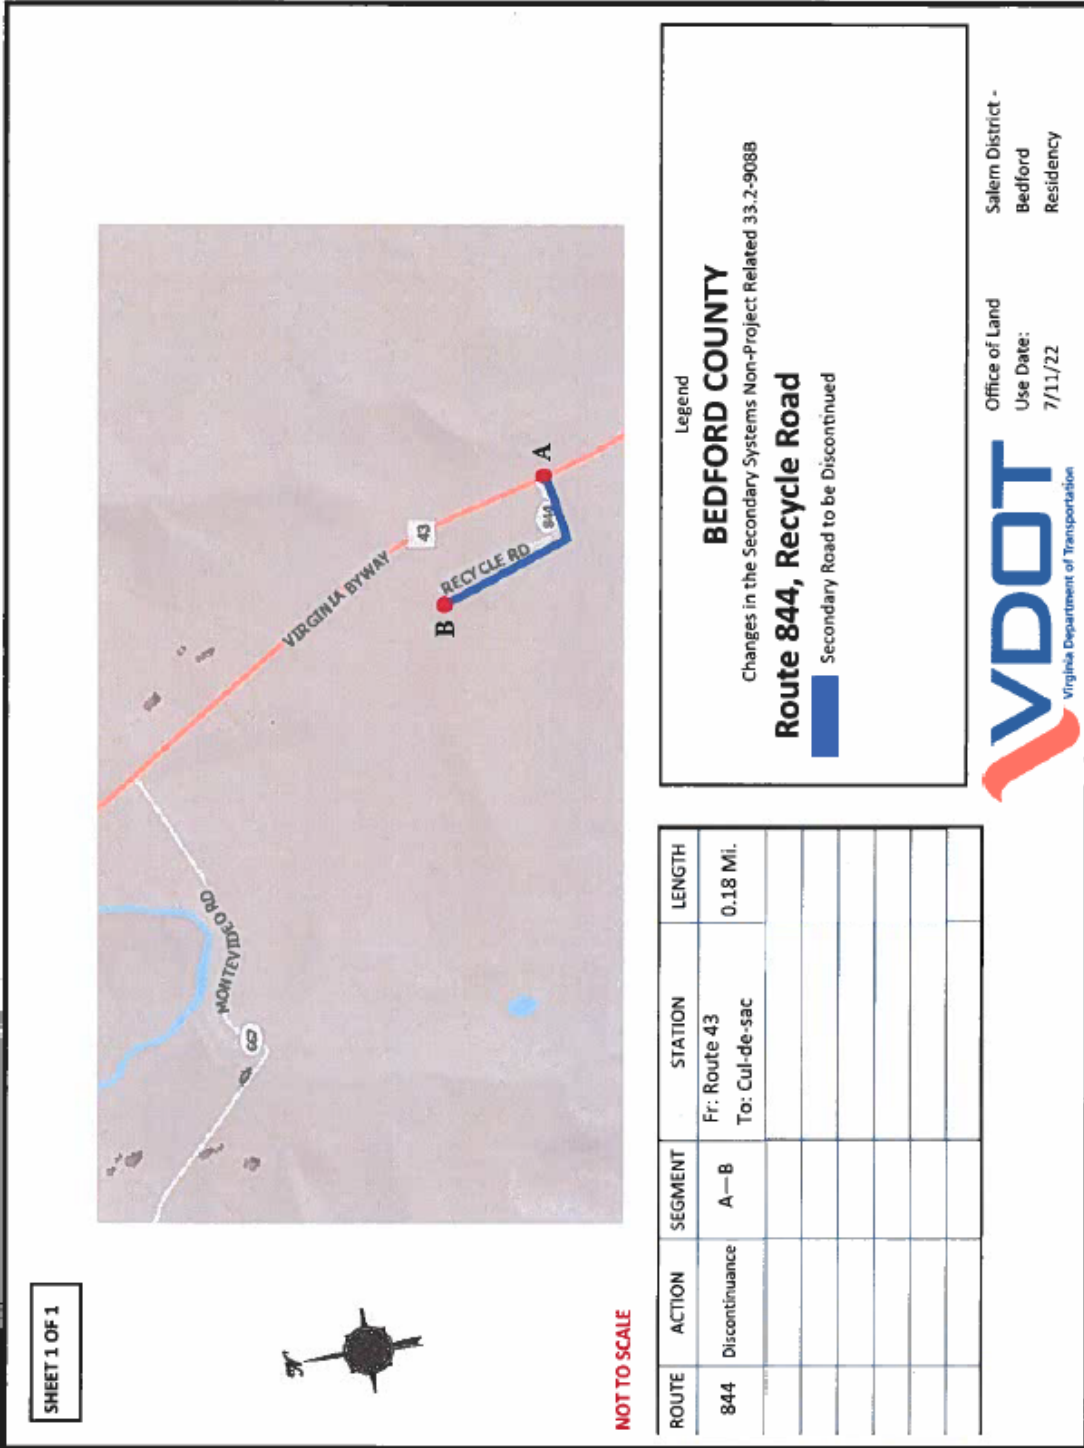 SHEET 1 OF 1
N
MONTEVIDEO RD
667
VIRGINIA BYWAY
43
B
RECYCLE RD
844
A
NOT TO SCALE
ROUTE ACTION SEGMENT STATION LENGTH
844 Discontinuance A—B Fr: Route 43 0.18 Mi.
To: Cul-de-sac
Legend
BEDFORD COUNTY
Changes in the Secondary Systems Non-Project Related 33.2-908B
Route 844, Recycle Road
Secondary Road to be Discontinued
VDOT
Virginia Department of Transportation
Office of Land
Use Date:
7/11/22
Salem District -
Bedford
Residency